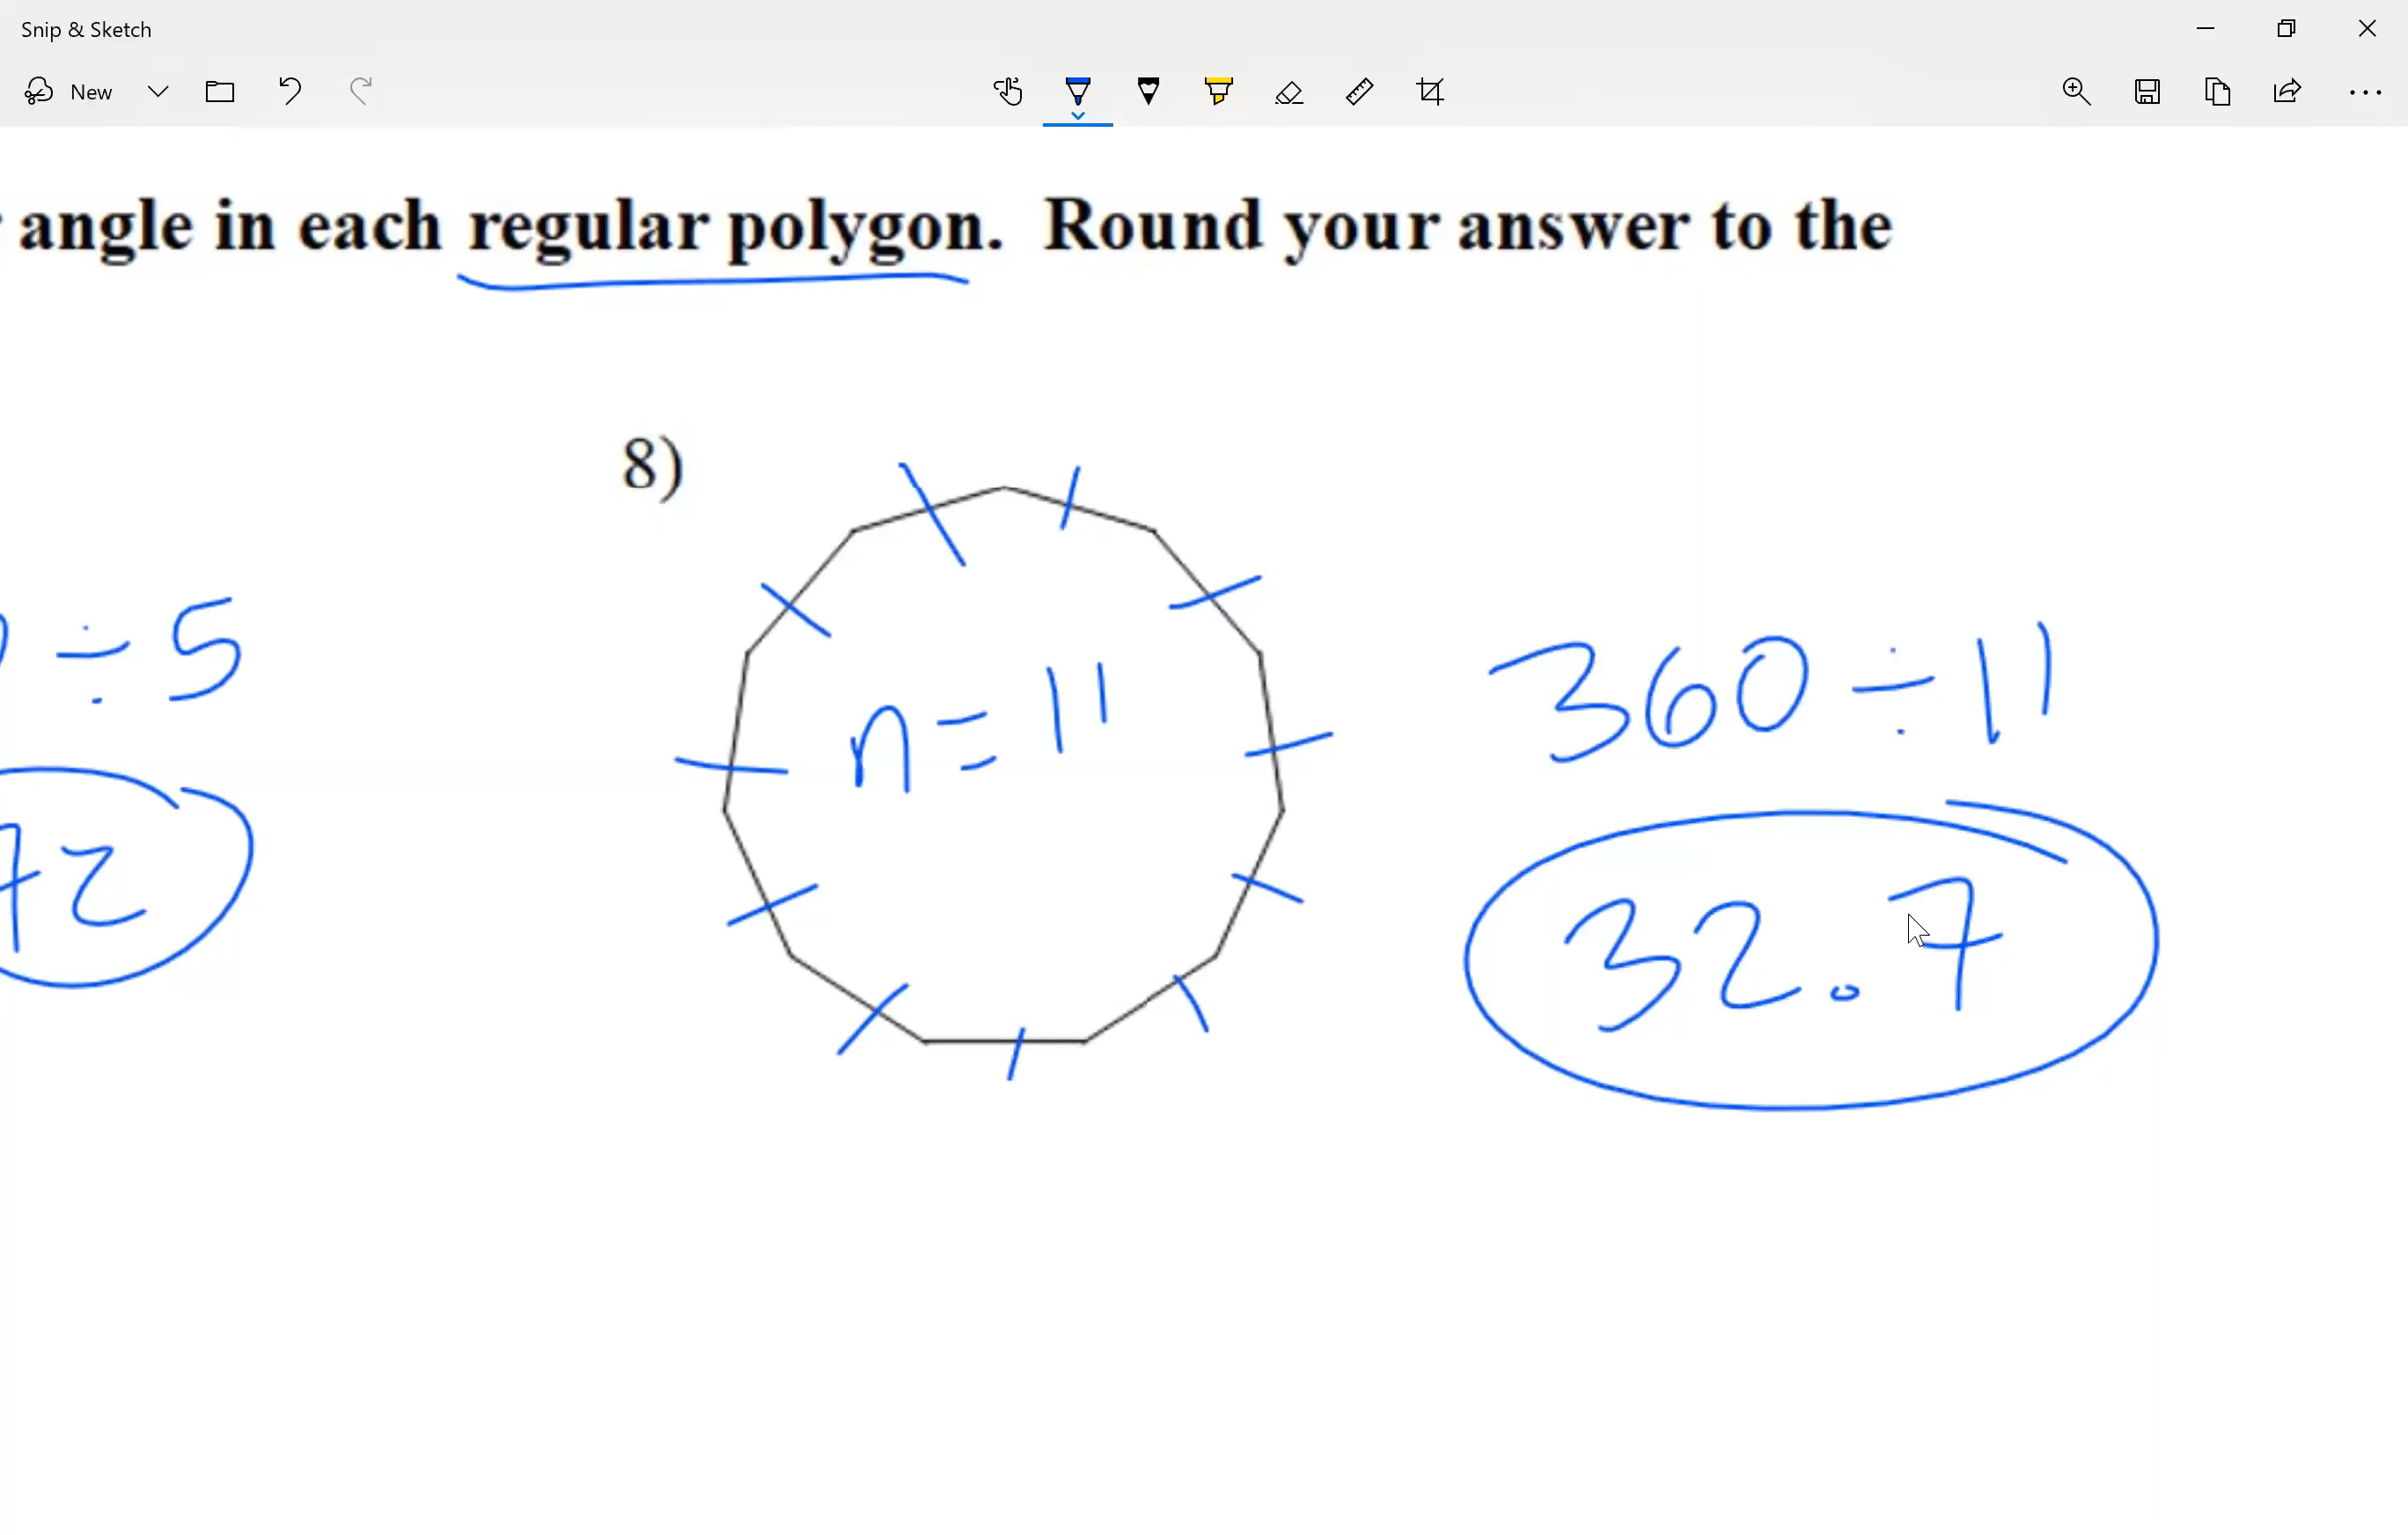 Snip & Sketch
New
angle in each regular polygon. Round your answer to the
8)
÷ 5
72
n = 11
360 ÷ 11
32.7